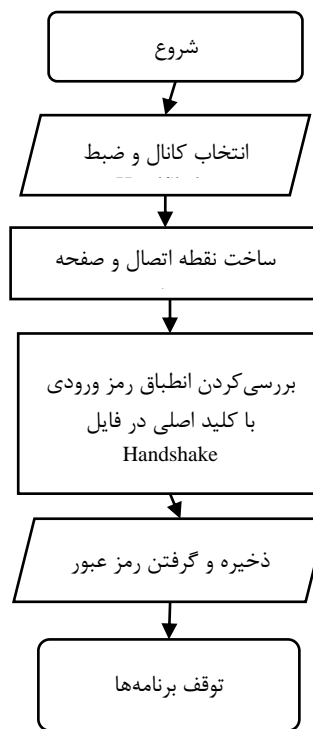 شروع
انتخاب کانال و ضبط
ساخت نقطه اتصال و صفحه
بررسی‌کردن انطباق رمز ورودی
با کلید اصلی در فایل
Handshake
ذخیره و گرفتن رمز عبور
توقف برنامه‌ها